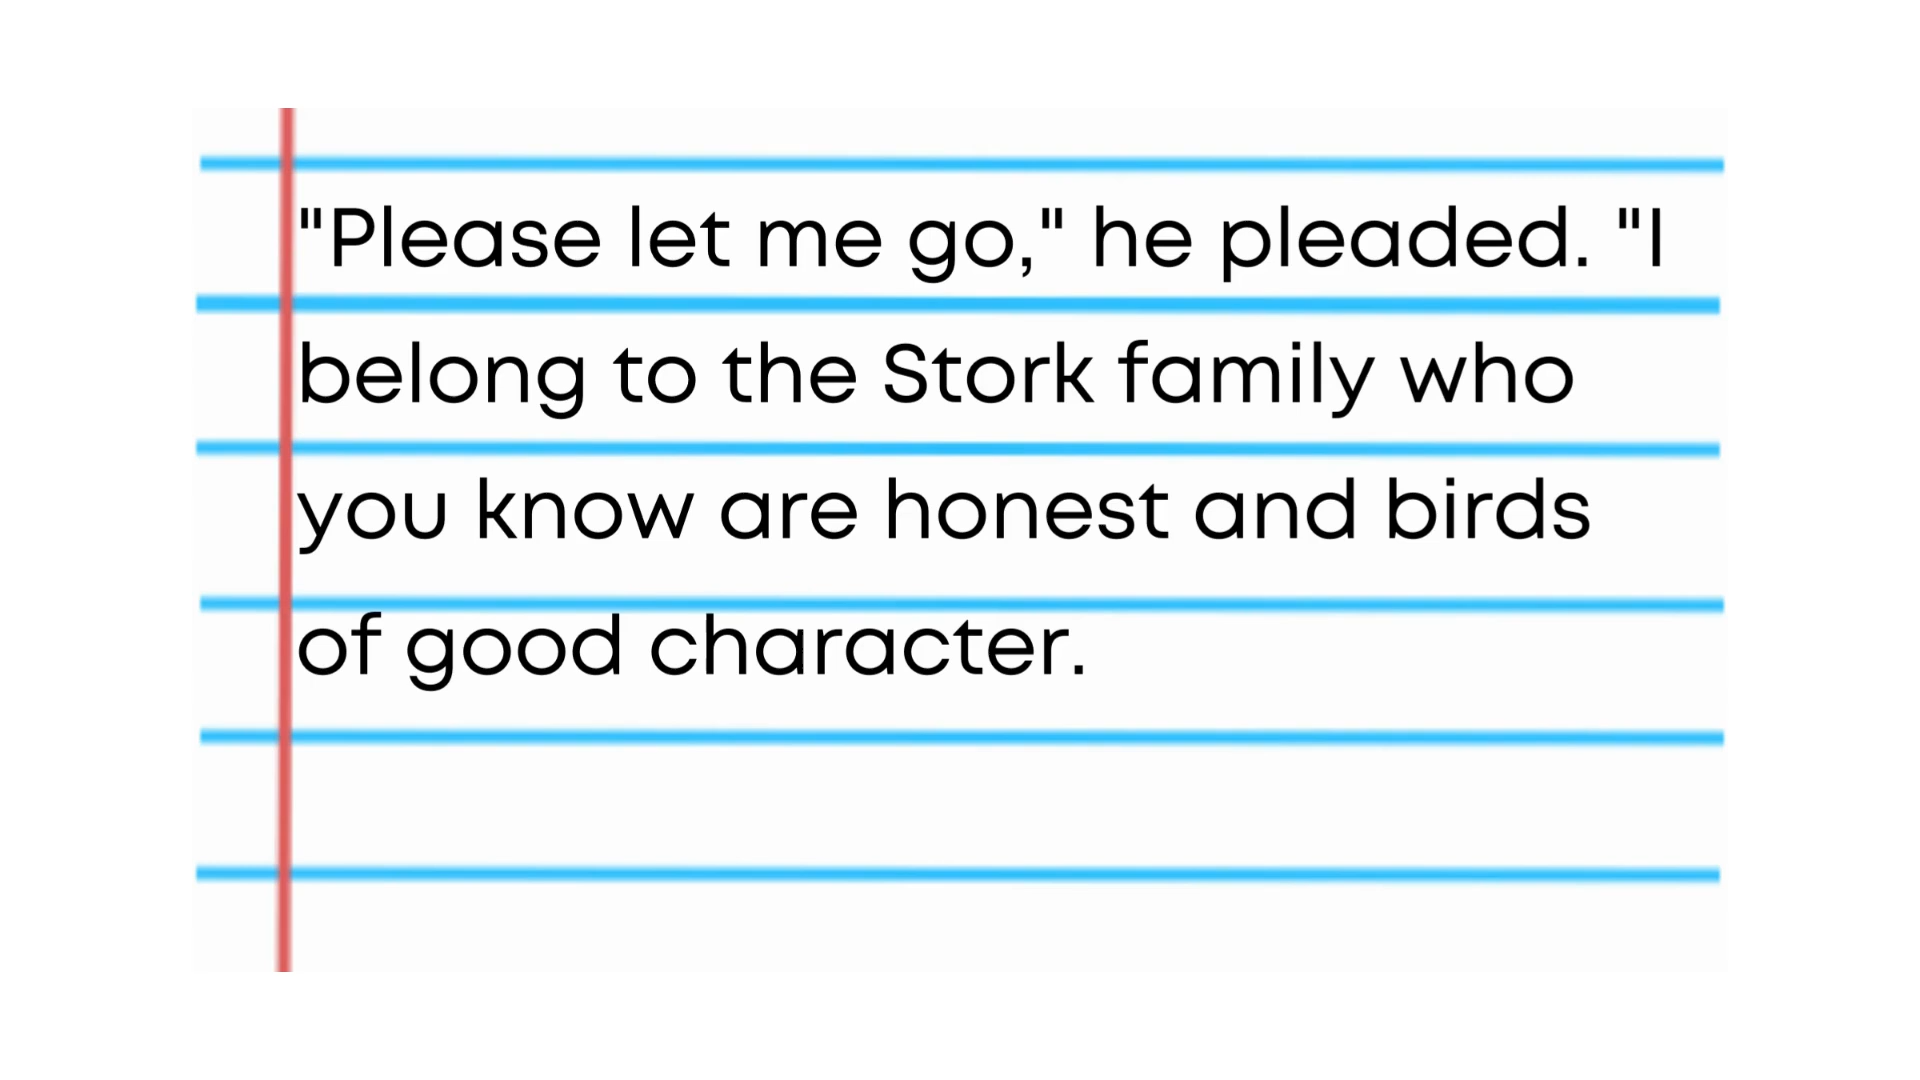 "Please let me go," he pleaded. "I
belong to the Stork family who
you know are honest and birds
of good character.